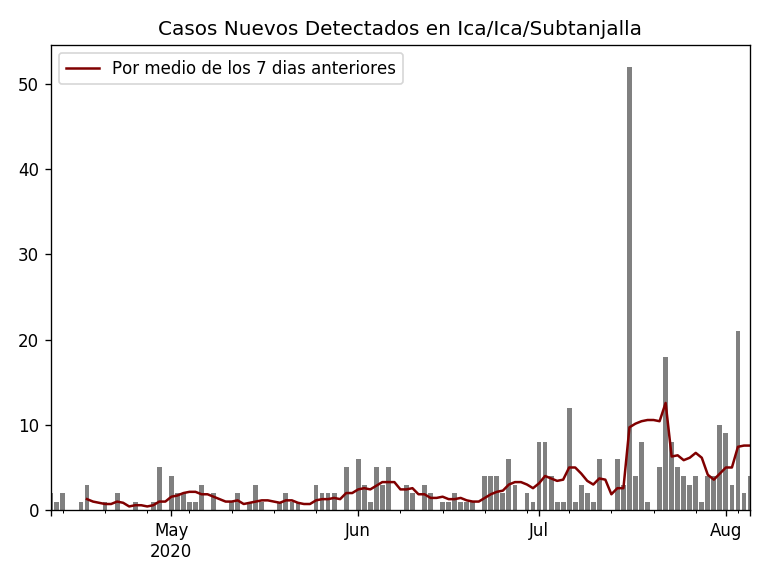 Casos Nuevos Detectados en Ica/Ica/Subtanjalla
Por medio de los 7 dias anteriores
50
40
30
20
10
0
May
2020
Jun
Jul
Aug